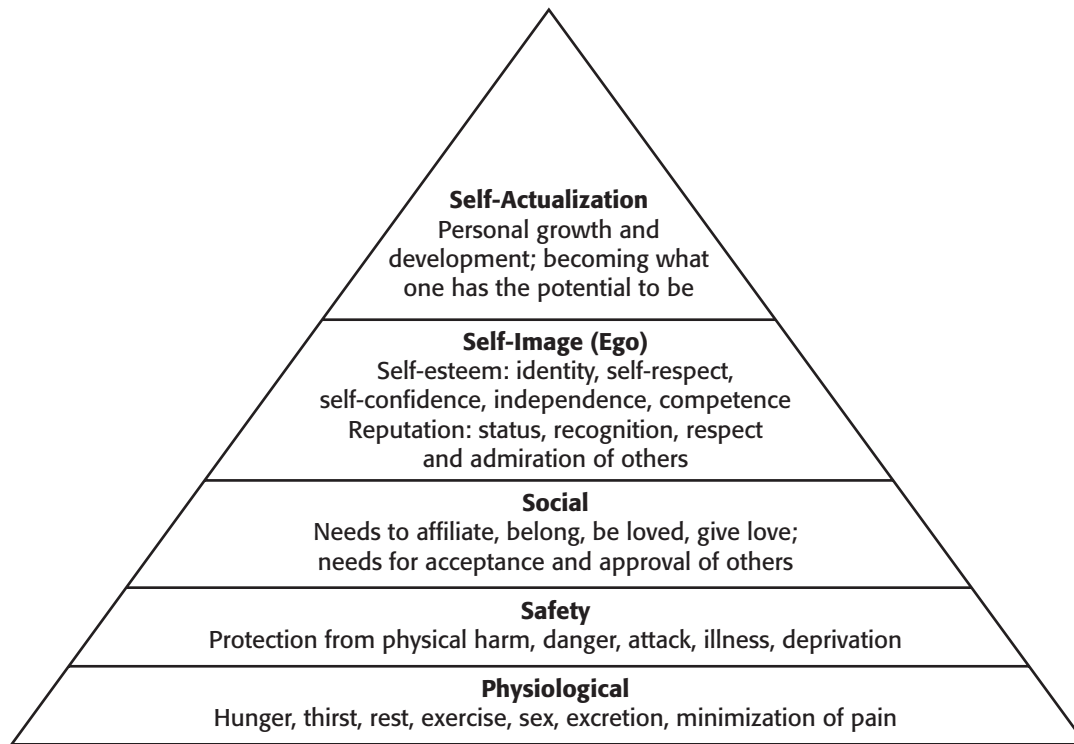 Self-Actualization
Personal growth and
development; becoming what
one has the potential to be
Self-Image (Ego)
Self-esteem: identity, self-respect,
self-confidence, independence, competence
Reputation: status, recognition, respect
and admiration of others
Social
Needs to affiliate, belong, be loved, give love;
needs for acceptance and approval of others
Safety
Protection from physical harm, danger, attack, illness, deprivation
Physiological
Hunger, thirst, rest, exercise, sex, excretion, minimization of pain